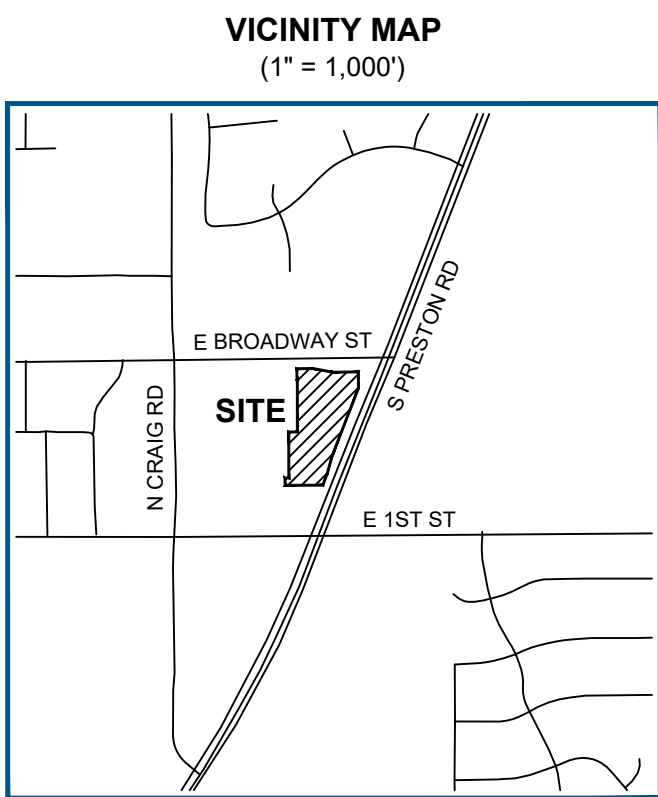 VICINITY MAP
(1" = 1,000')
E BROADWAY ST
S PRESTON RD
SITE
N CRAIG RD
E 1ST ST